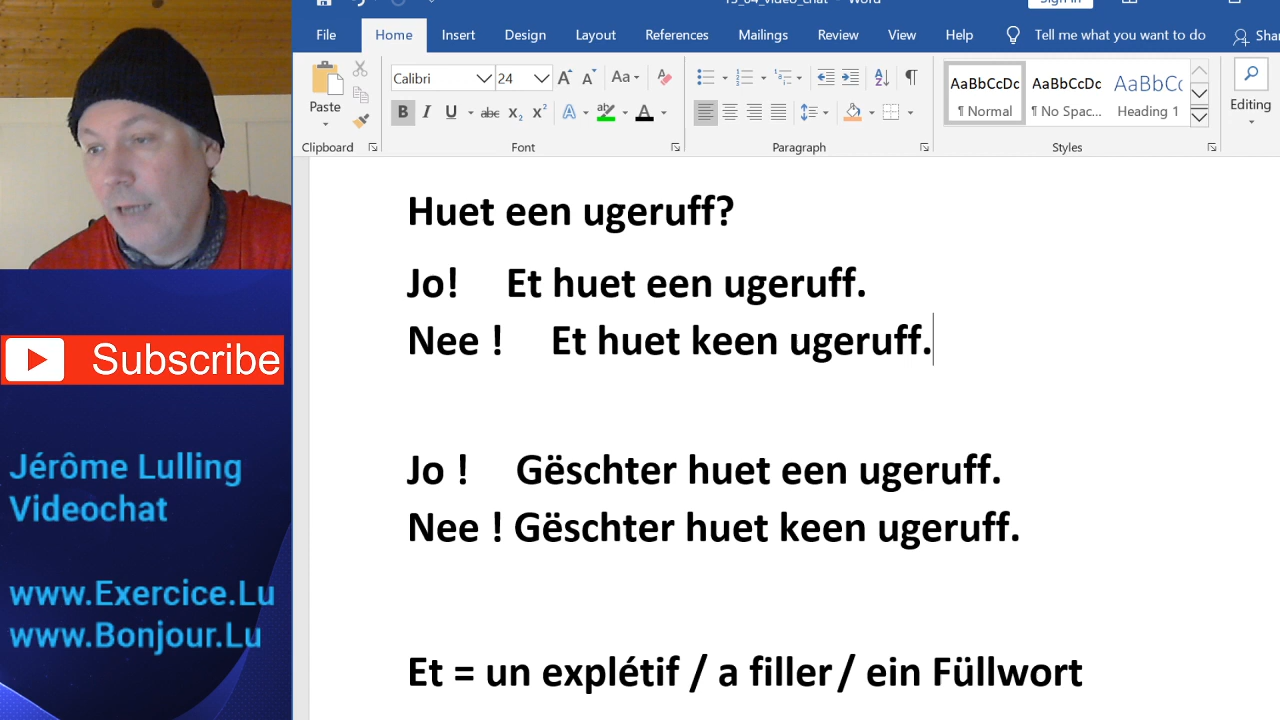 File Home Insert Design Layout References Mailings Review View Help Tell me what you want to do
Calibri 24 Aa
Paste
AaBbCcDc AaBbCcDc
¶ Normal ¶ No Spac... Heading 1
Editing
Clipboard Font Paragraph Styles
Huet een ugeruff?
Jo! Et huet een ugeruff.
Nee ! Et huet keen ugeruff.
Jo ! Gëschter huet een ugeruff.
Nee ! Gëschter huet keen ugeruff.
Et = un explétif / a filler / ein Füllwort
Subscribe
Jérôme Lulling
Videochat
www.Exercice.Lu
www.Bonjour.Lu